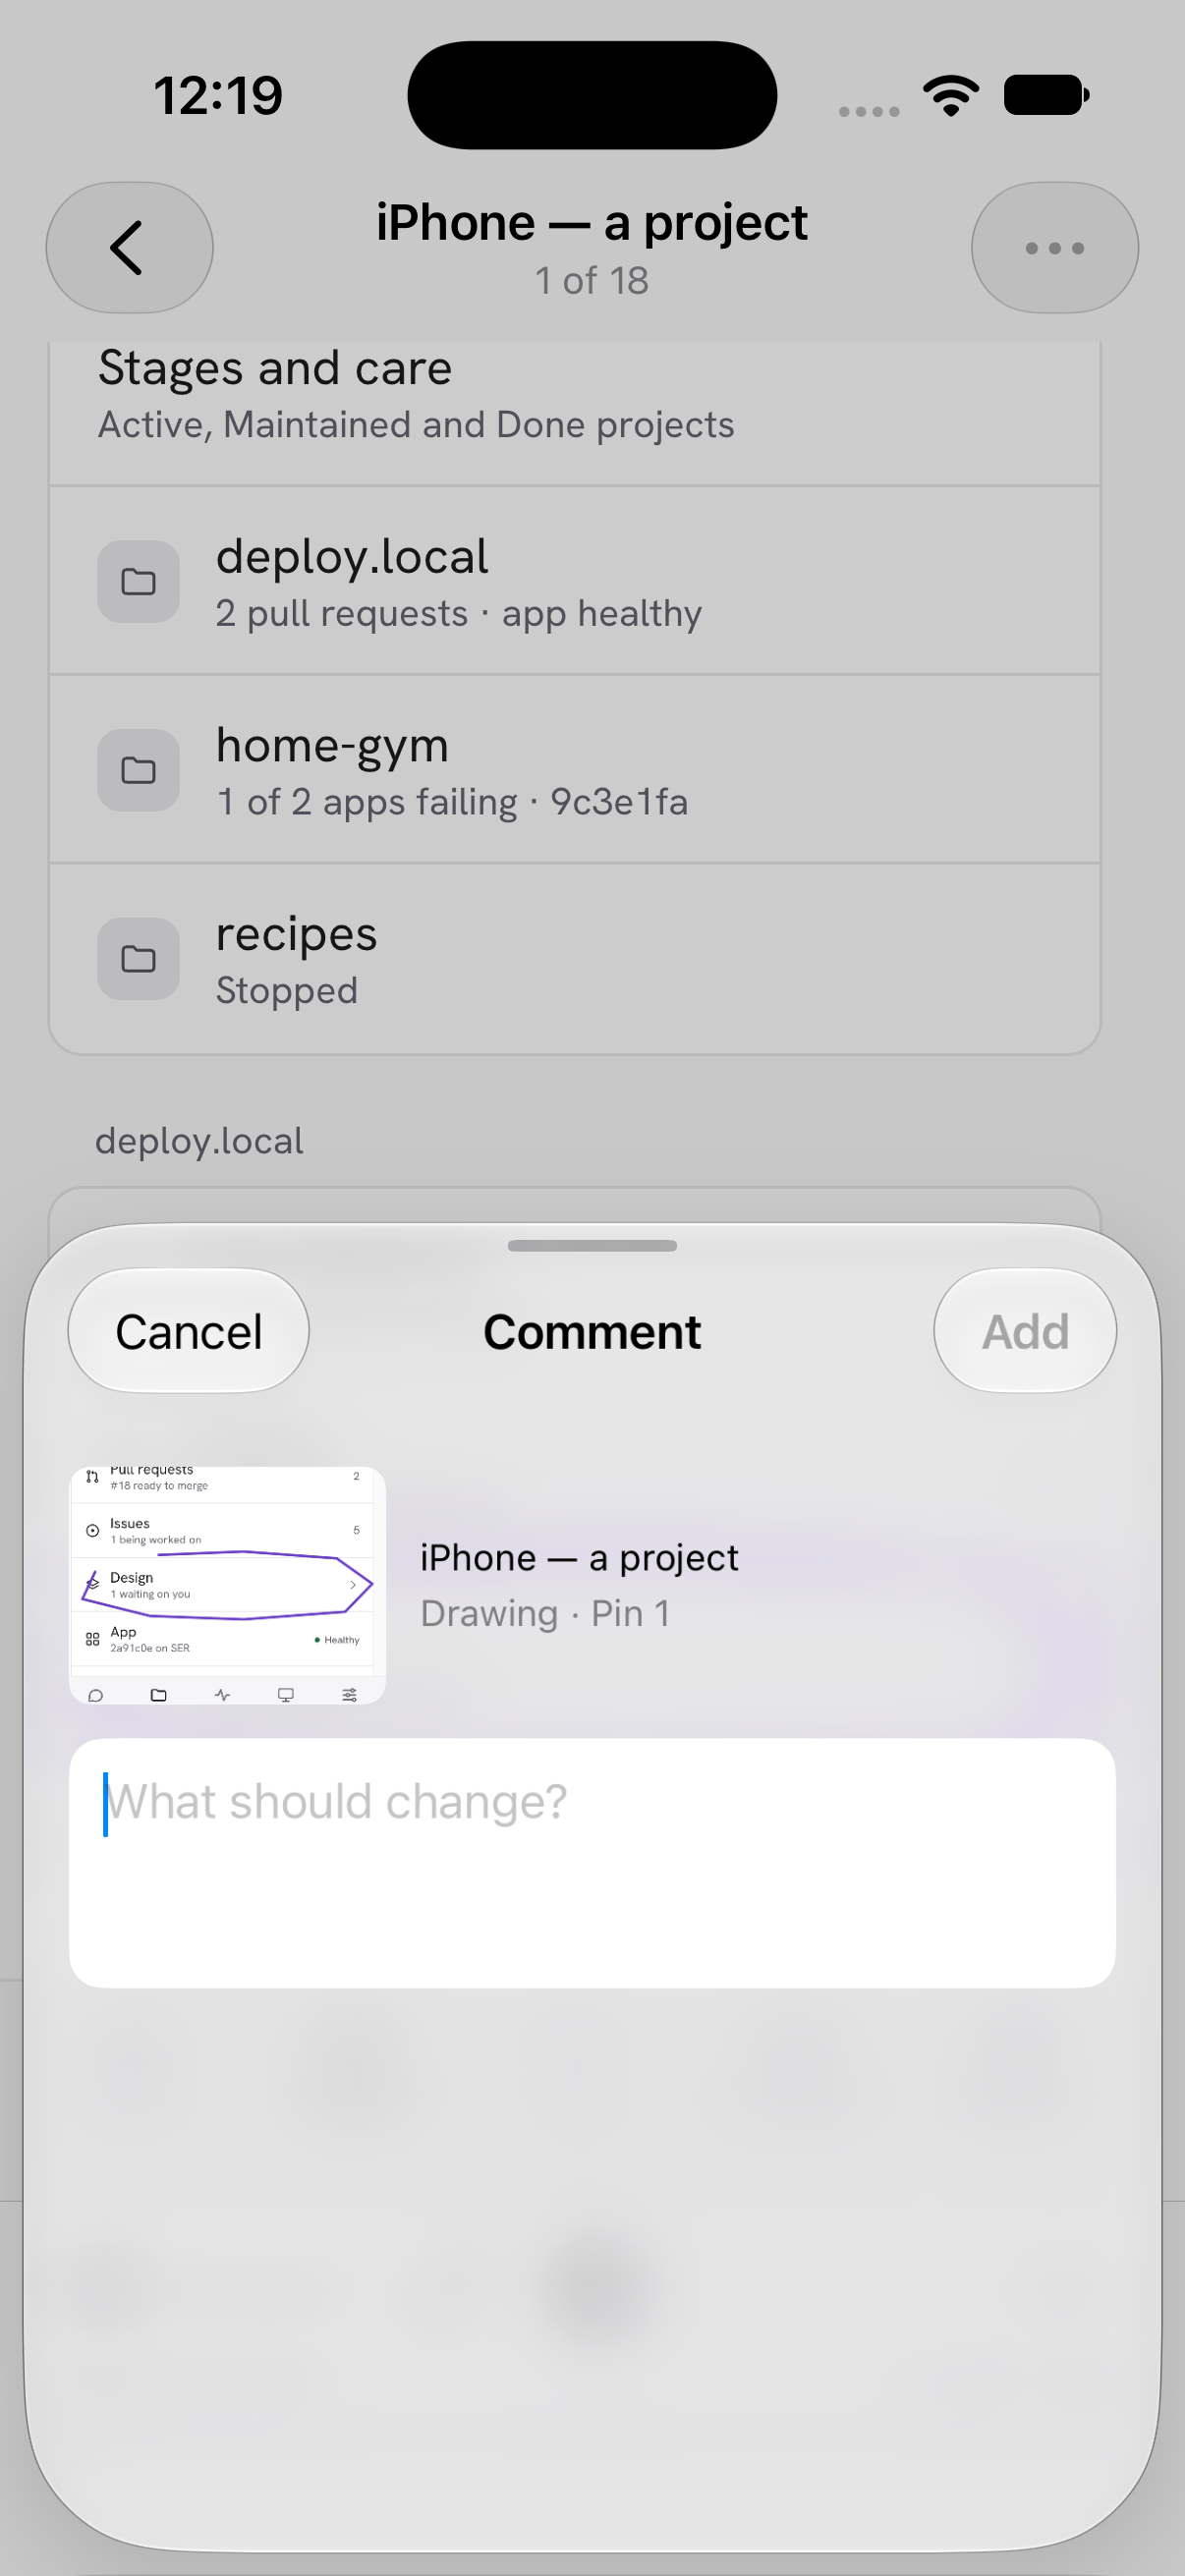 12:19
iPhone — a project
1 of 18
Stages and care
Active, Maintained and Done projects
deploy.local
2 pull requests · app healthy
home-gym
1 of 2 apps failing · 9c3e1fa
recipes
Stopped
deploy.local
Cancel
Comment
Add
Pull requests
2
#18 ready to merge
Issues
5
1 being worked on
Design
1 waiting on you
App
Healthy
2a91c0e on SER
iPhone — a project
Drawing · Pin 1
What should change?